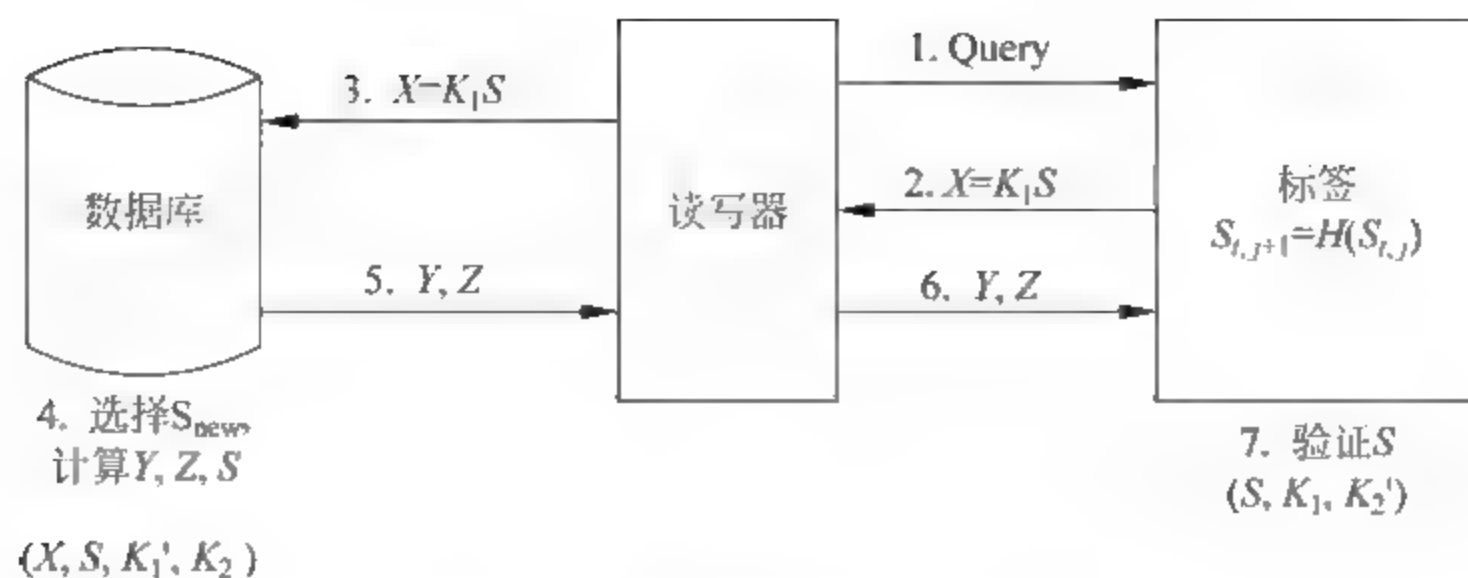 1. Query
3. X=K₁S
2. X=K₁S
数据库
读写器
标签
Sᵢ,ⱼ₊₁=H(Sᵢ,ⱼ)
5. Y, Z
6. Y, Z
4. 选择Snew,
计算Y, Z, S
(X, S, K₁', K₂)
7. 验证S
(S, K₁, K₂')